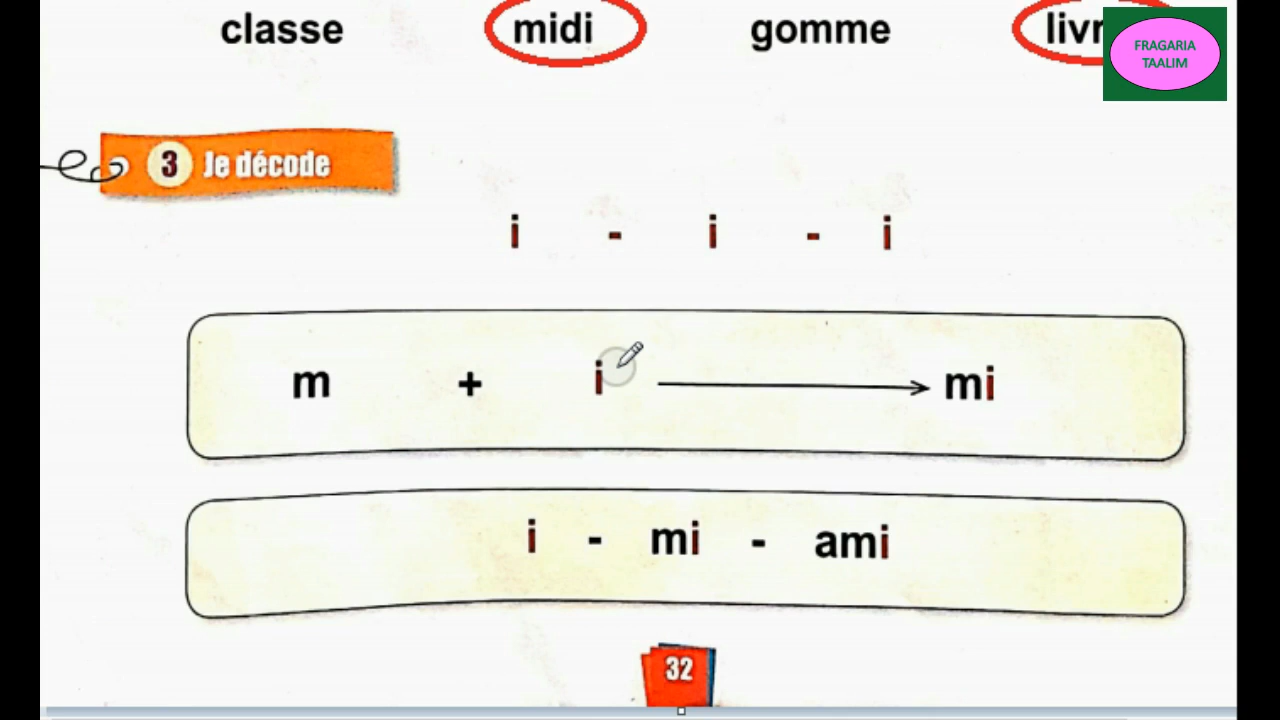 classe midi gomme
FRAGARIA
TAALIM
3 Je décode
i - i - i
m + i → mi
i - mi - ami
32